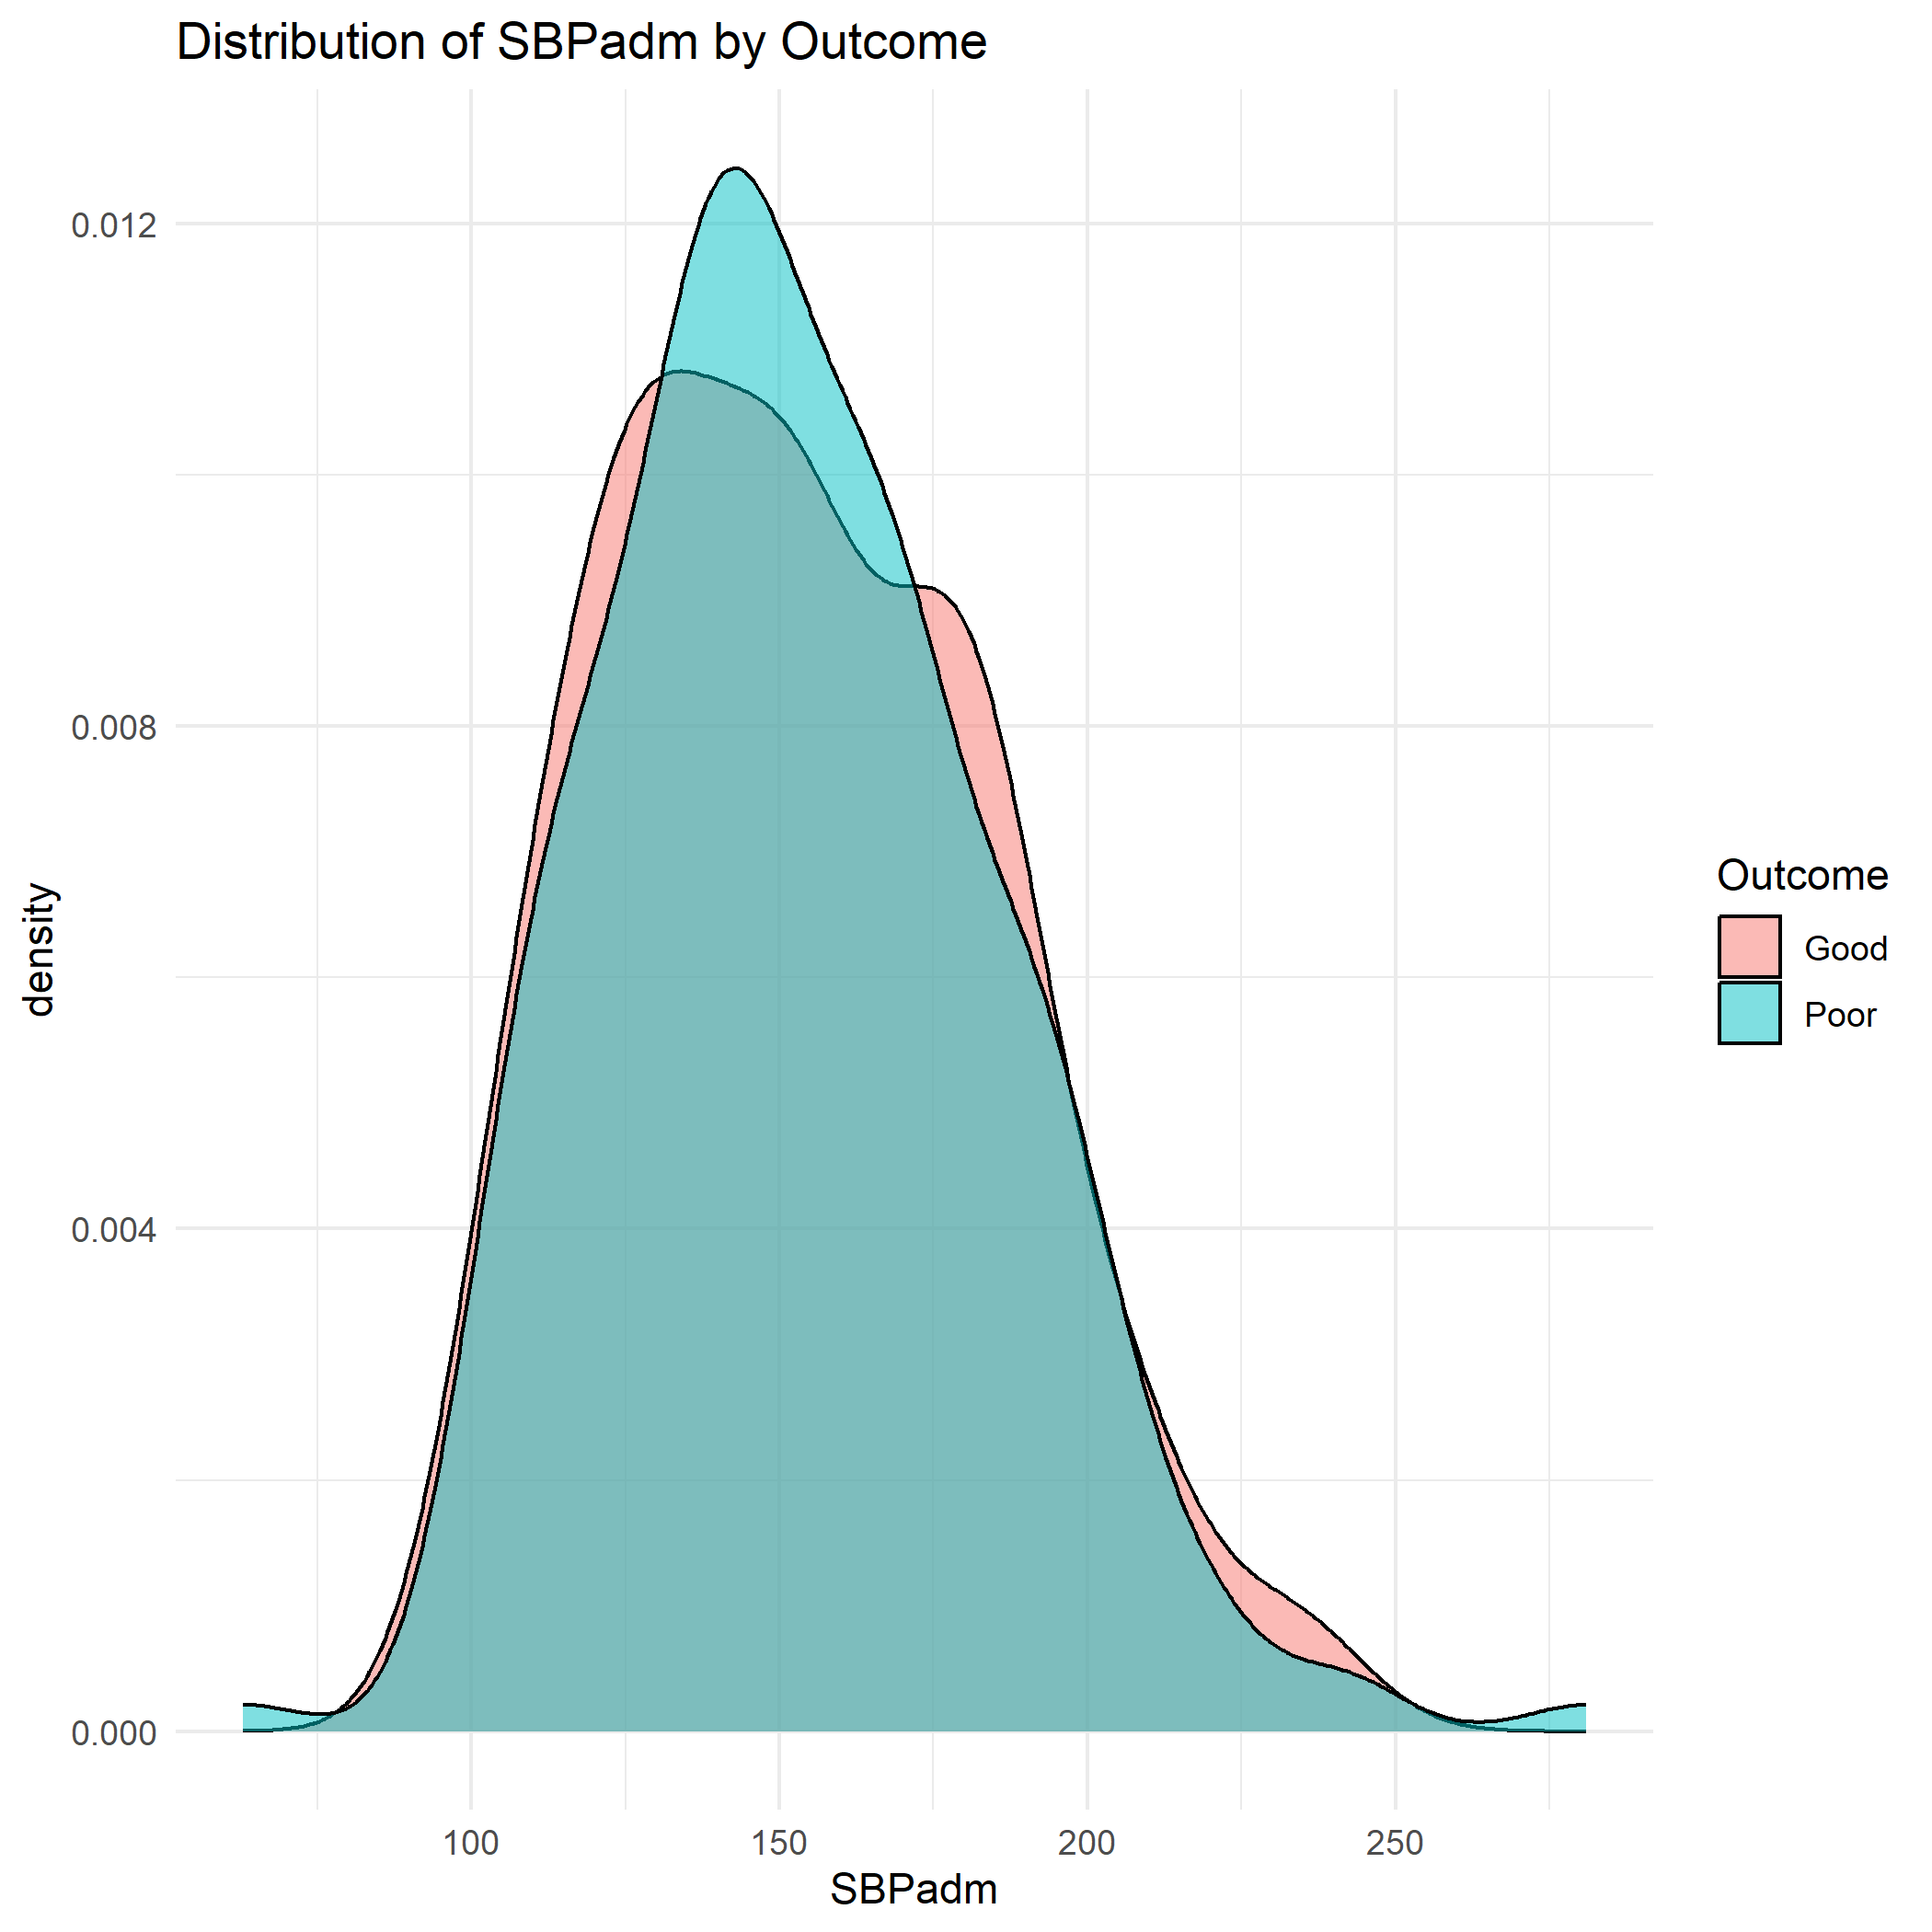 Distribution of SBPadm by Outcome
0.012
0.008
0.004
0.000
density
100 150 200 250
SBPadm
Outcome
Good
Poor